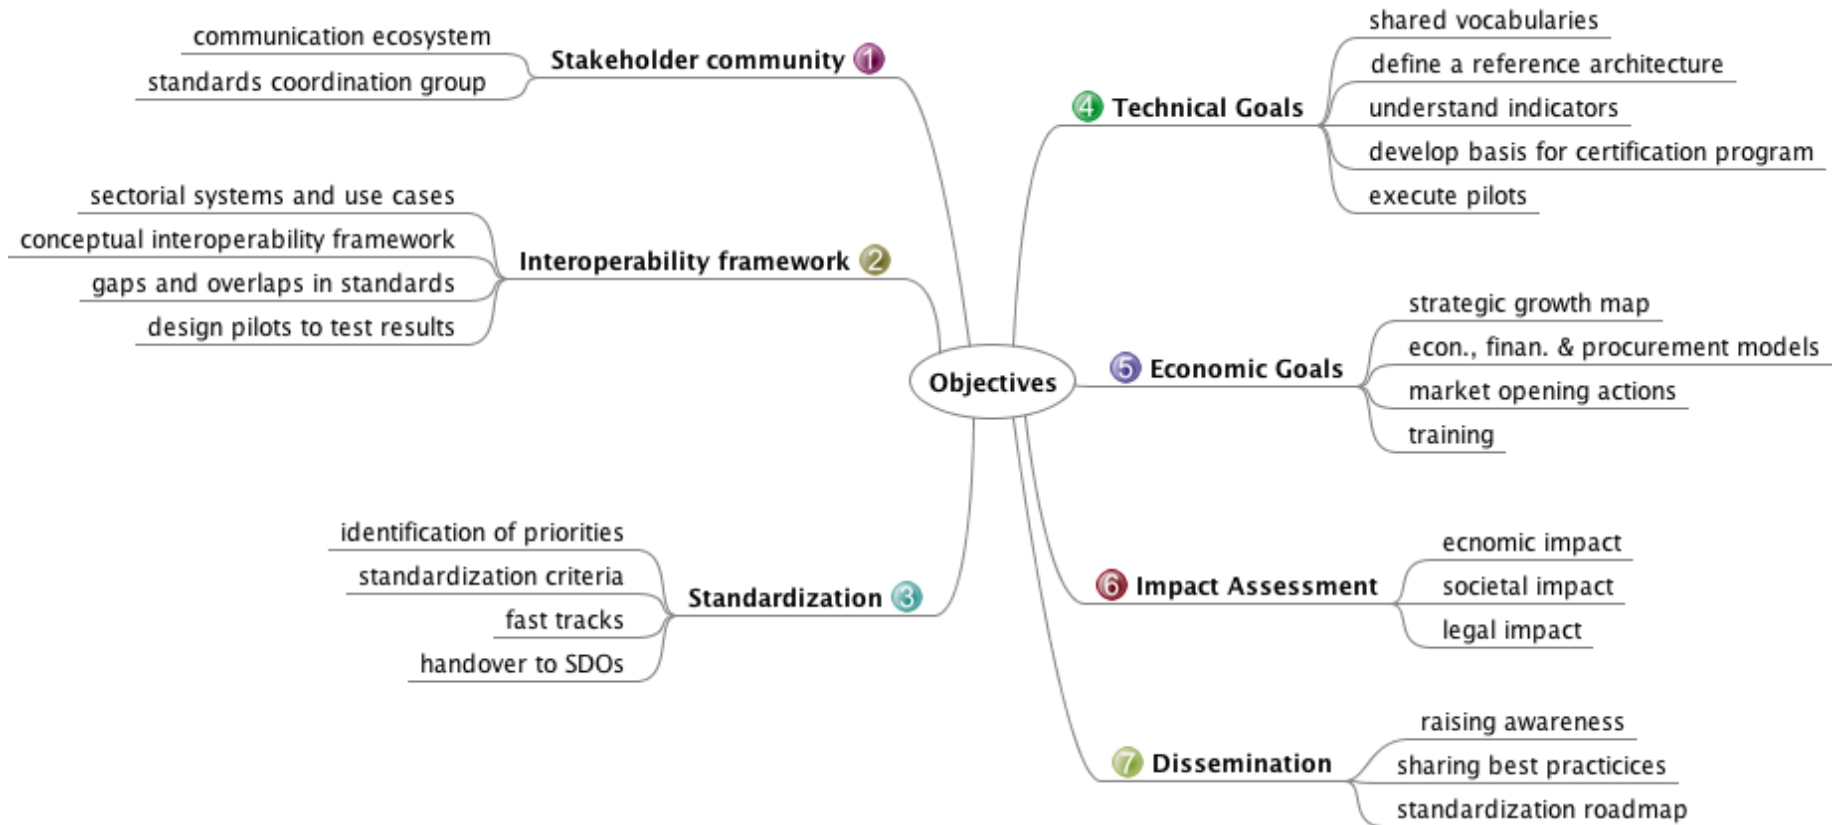 communication ecosystem
standards coordination group
Stakeholder community 1
sectorial systems and use cases
conceptual interoperability framework
gaps and overlaps in standards
design pilots to test results
Interoperability framework 2
identification of priorities
standardization criteria
fast tracks
handover to SDOs
Standardization 3
Objectives
4 Technical Goals
shared vocabularies
define a reference architecture
understand indicators
develop basis for certification program
execute pilots
5 Economic Goals
strategic growth map
econ., finan. & procurement models
market opening actions
training
6 Impact Assessment
ecnomic impact
societal impact
legal impact
7 Dissemination
raising awareness
sharing best practicices
standardization roadmap